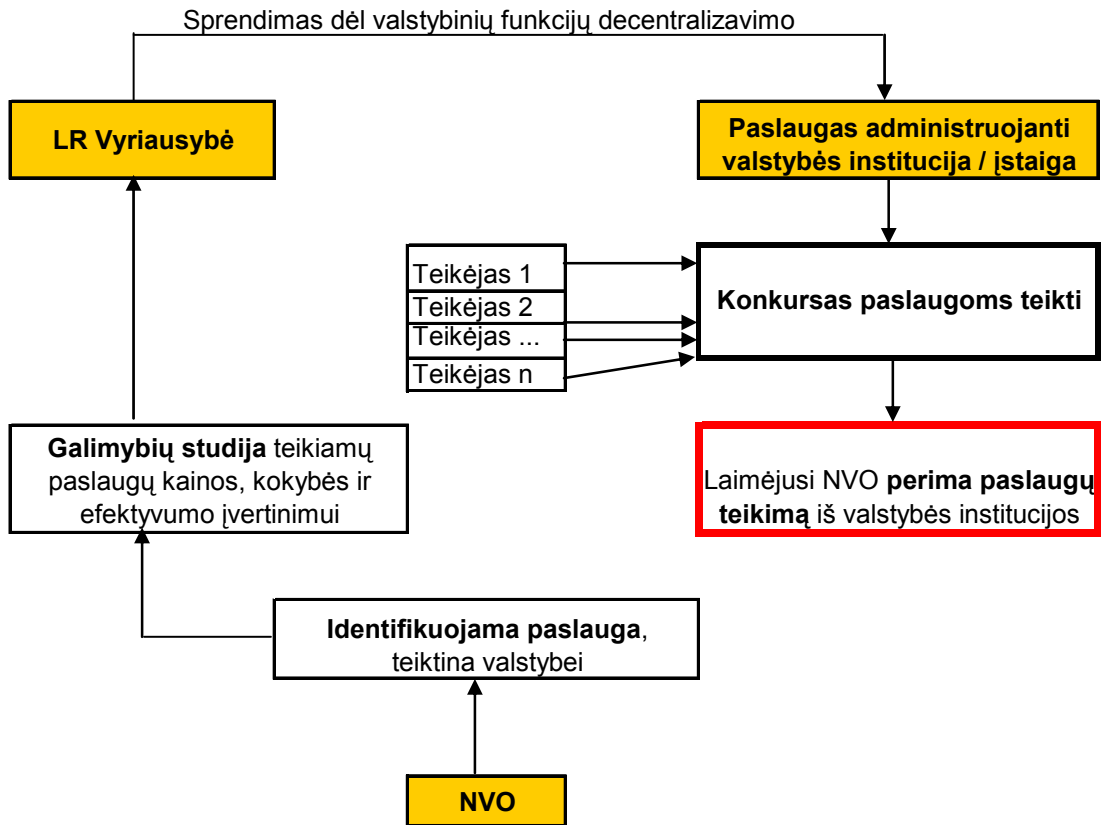 Sprendimas dėl valstybinių funkcijų decentralizavimo
LR Vyriausybė
Paslaugas administruojanti
valstybės institucija / įstaiga
Teikėjas 1
Teikėjas 2
Teikėjas ...
Teikėjas n
Konkursas paslaugoms teikti
Galimybių studija teikiamų
paslaugų kainos, kokybės ir
efektyvumo įvertinimui
Laimėjusi NVO perima paslaugų
teikimą iš valstybės institucijos
Identifikuojama paslauga,
teiktina valstybei
NVO